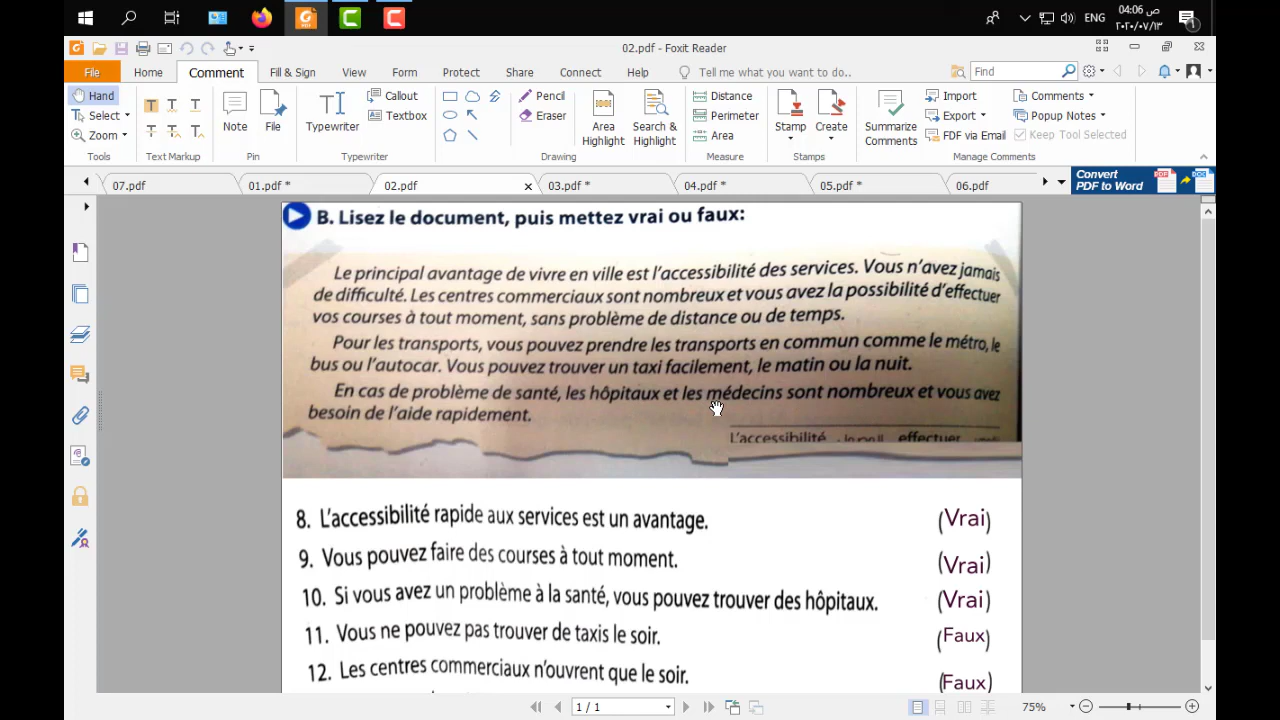 ص 04:06
ENG
٢٠٢٠/٠٧/١٣
02.pdf - Foxit Reader
File Home Comment Fill & Sign View Form Protect Share Connect Help Tell me what you want to do.. Find
Hand Select Zoom Tools
Text Markup
Note File Pin
Typewriter Callout Textbox Typewriter
Pencil Eraser Drawing
Area Highlight Search & Highlight
Distance Perimeter Area Measure
Stamp Create Stamps
Summarize Comments Import Export FDF via Email Comments Popup Notes Keep Tool Selected Manage Comments
07.pdf 01.pdf * 02.pdf 03.pdf * 04.pdf * 05.pdf * 06.pdf
Convert PDF to Word
B. Lisez le document, puis mettez vrai ou faux:
Le principal avantage de vivre en ville est l'accessibilité des services. Vous n'avez jamais
de difficulté. Les centres commerciaux sont nombreux et vous avez la possibilité d'effectuer
vos courses à tout moment, sans problème de distance ou de temps.
Pour les transports, vous pouvez prendre les transports en commun comme le métro, le
bus ou l'autocar. Vous pouvez trouver un taxi facilement, le matin ou la nuit.
En cas de problème de santé, les hôpitaux et les médecins sont nombreux et vous avez
besoin de l'aide rapidement.
L'accessibilité effectuer
8. L'accessibilité rapide aux services est un avantage. (Vrai)
9. Vous pouvez faire des courses à tout moment. (Vrai)
10. Si vous avez un problème à la santé, vous pouvez trouver des hôpitaux. (Vrai)
11. Vous ne pouvez pas trouver de taxis le soir. (Faux)
12. Les centres commerciaux n'ouvrent que le soir. (Faux)
1 / 1
75%